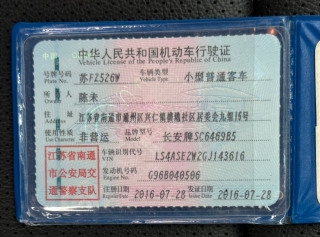 中华人民共和国机动车行驶证
Vehicle License of the People's Republic of China
号牌号码 苏FZ526W 车辆类型 小型普通客车
Plate No. Vehicle Type
所有人 陈来
Owner
住址 江苏省南通市通州区兴仁镇横港社区居委会九组15号
Address
使用性质 非营运 品牌型号 长安牌SC6469B5
Use Character Model
江苏省南通
市公安局交
通警察支队
车辆识别代号 LS4ASE2W2GJ143616
VIN
发动机号码 G968040506
Engine No.
注册日期 2016-07-28 发证日期 2016-07-28
Register Date Issue Date